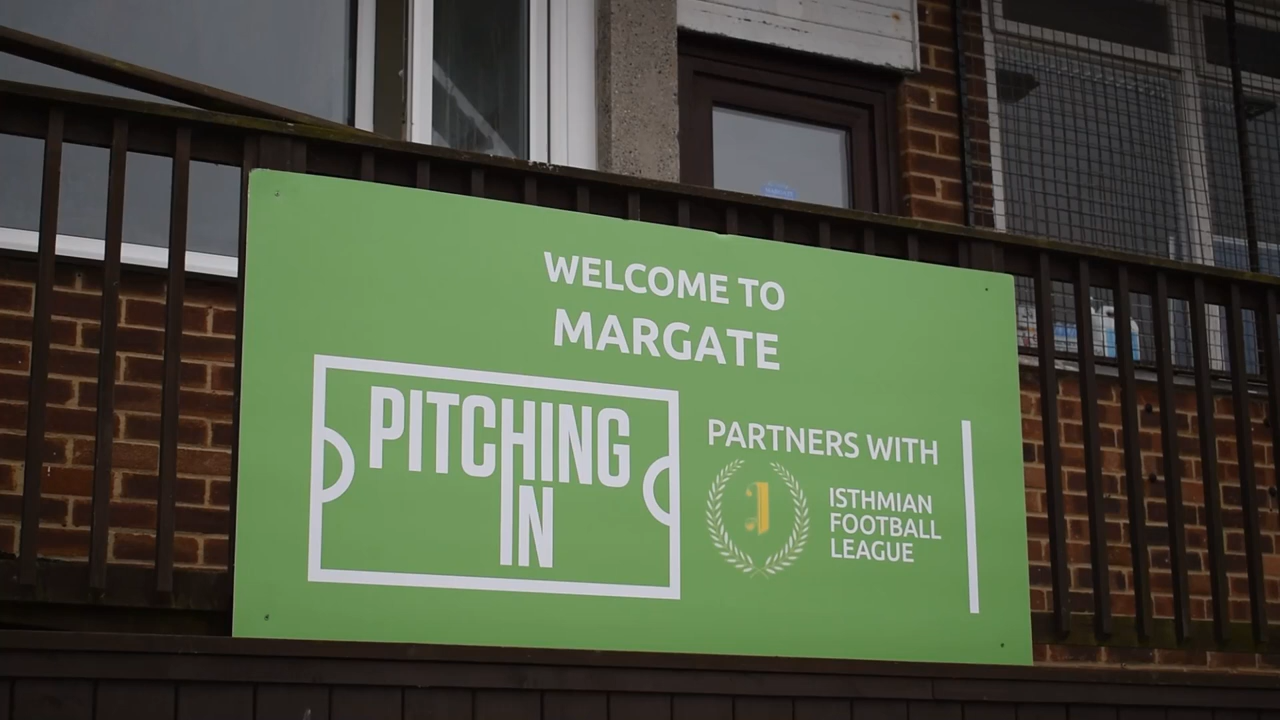 WELCOME TO
MARGATE
PITCHING
IN
PARTNERS WITH
ISTHMIAN
FOOTBALL
LEAGUE